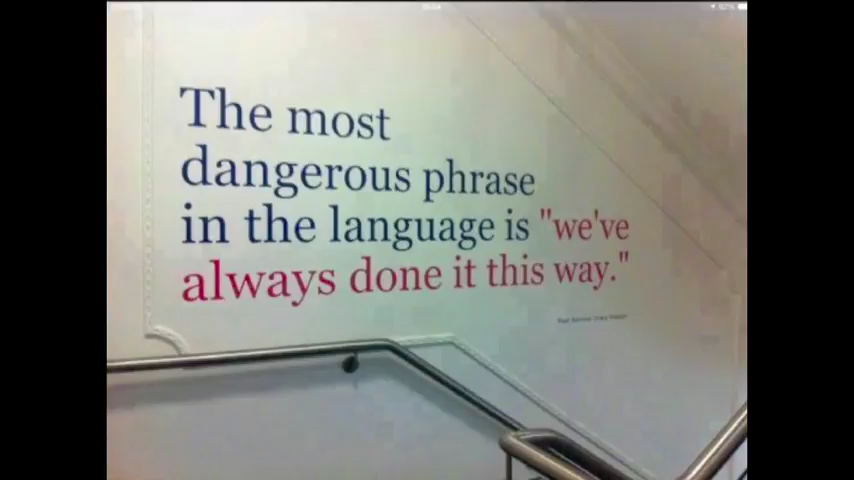 The most
dangerous phrase
in the language is "we've
always done it this way."